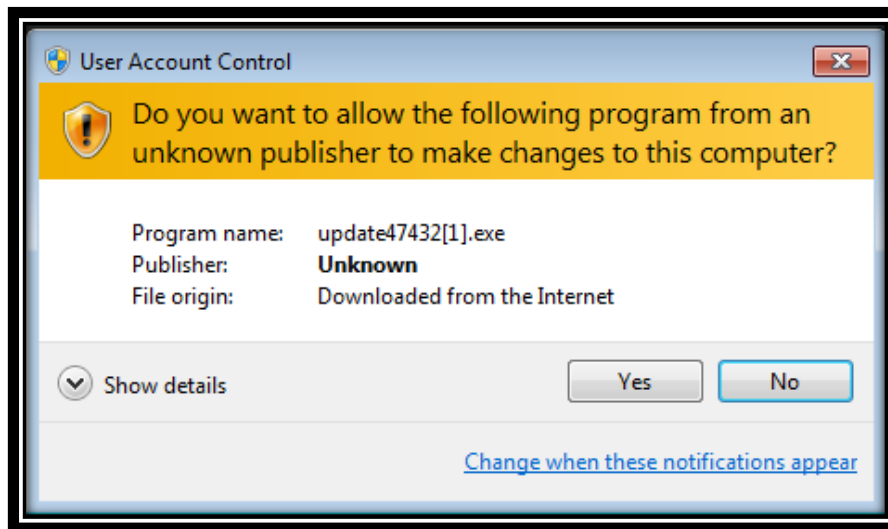 User Account Control
Do you want to allow the following program from an
unknown publisher to make changes to this computer?
Program name: update47432[1].exe
Publisher: Unknown
File origin: Downloaded from the Internet
Show details Yes No
Change when these notifications appear